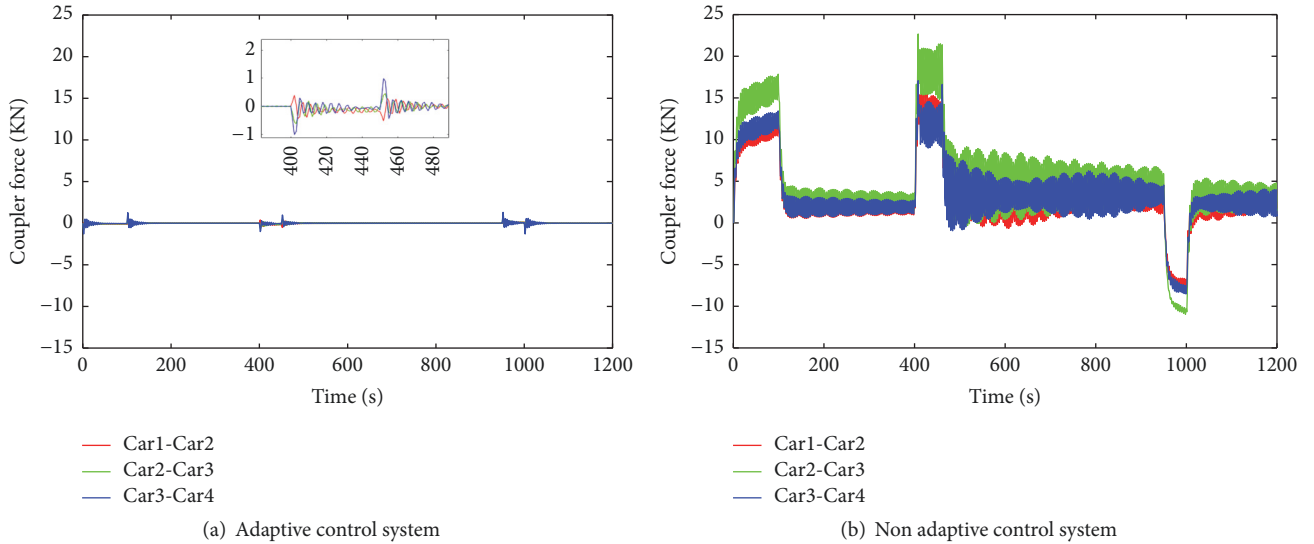 25
20
15
10
5
0
−5
−10
−15
Coupler force (KN)
2
1
0
−1
400
420
440
460
480
0 200 400 600 800 1000 1200
Time (s)
Car1-Car2
Car2-Car3
Car3-Car4
(a) Adaptive control system
25
20
15
10
5
0
−5
−10
−15
Coupler force (KN)
0 200 400 600 800 1000 1200
Time (s)
Car1-Car2
Car2-Car3
Car3-Car4
(b) Non adaptive control system